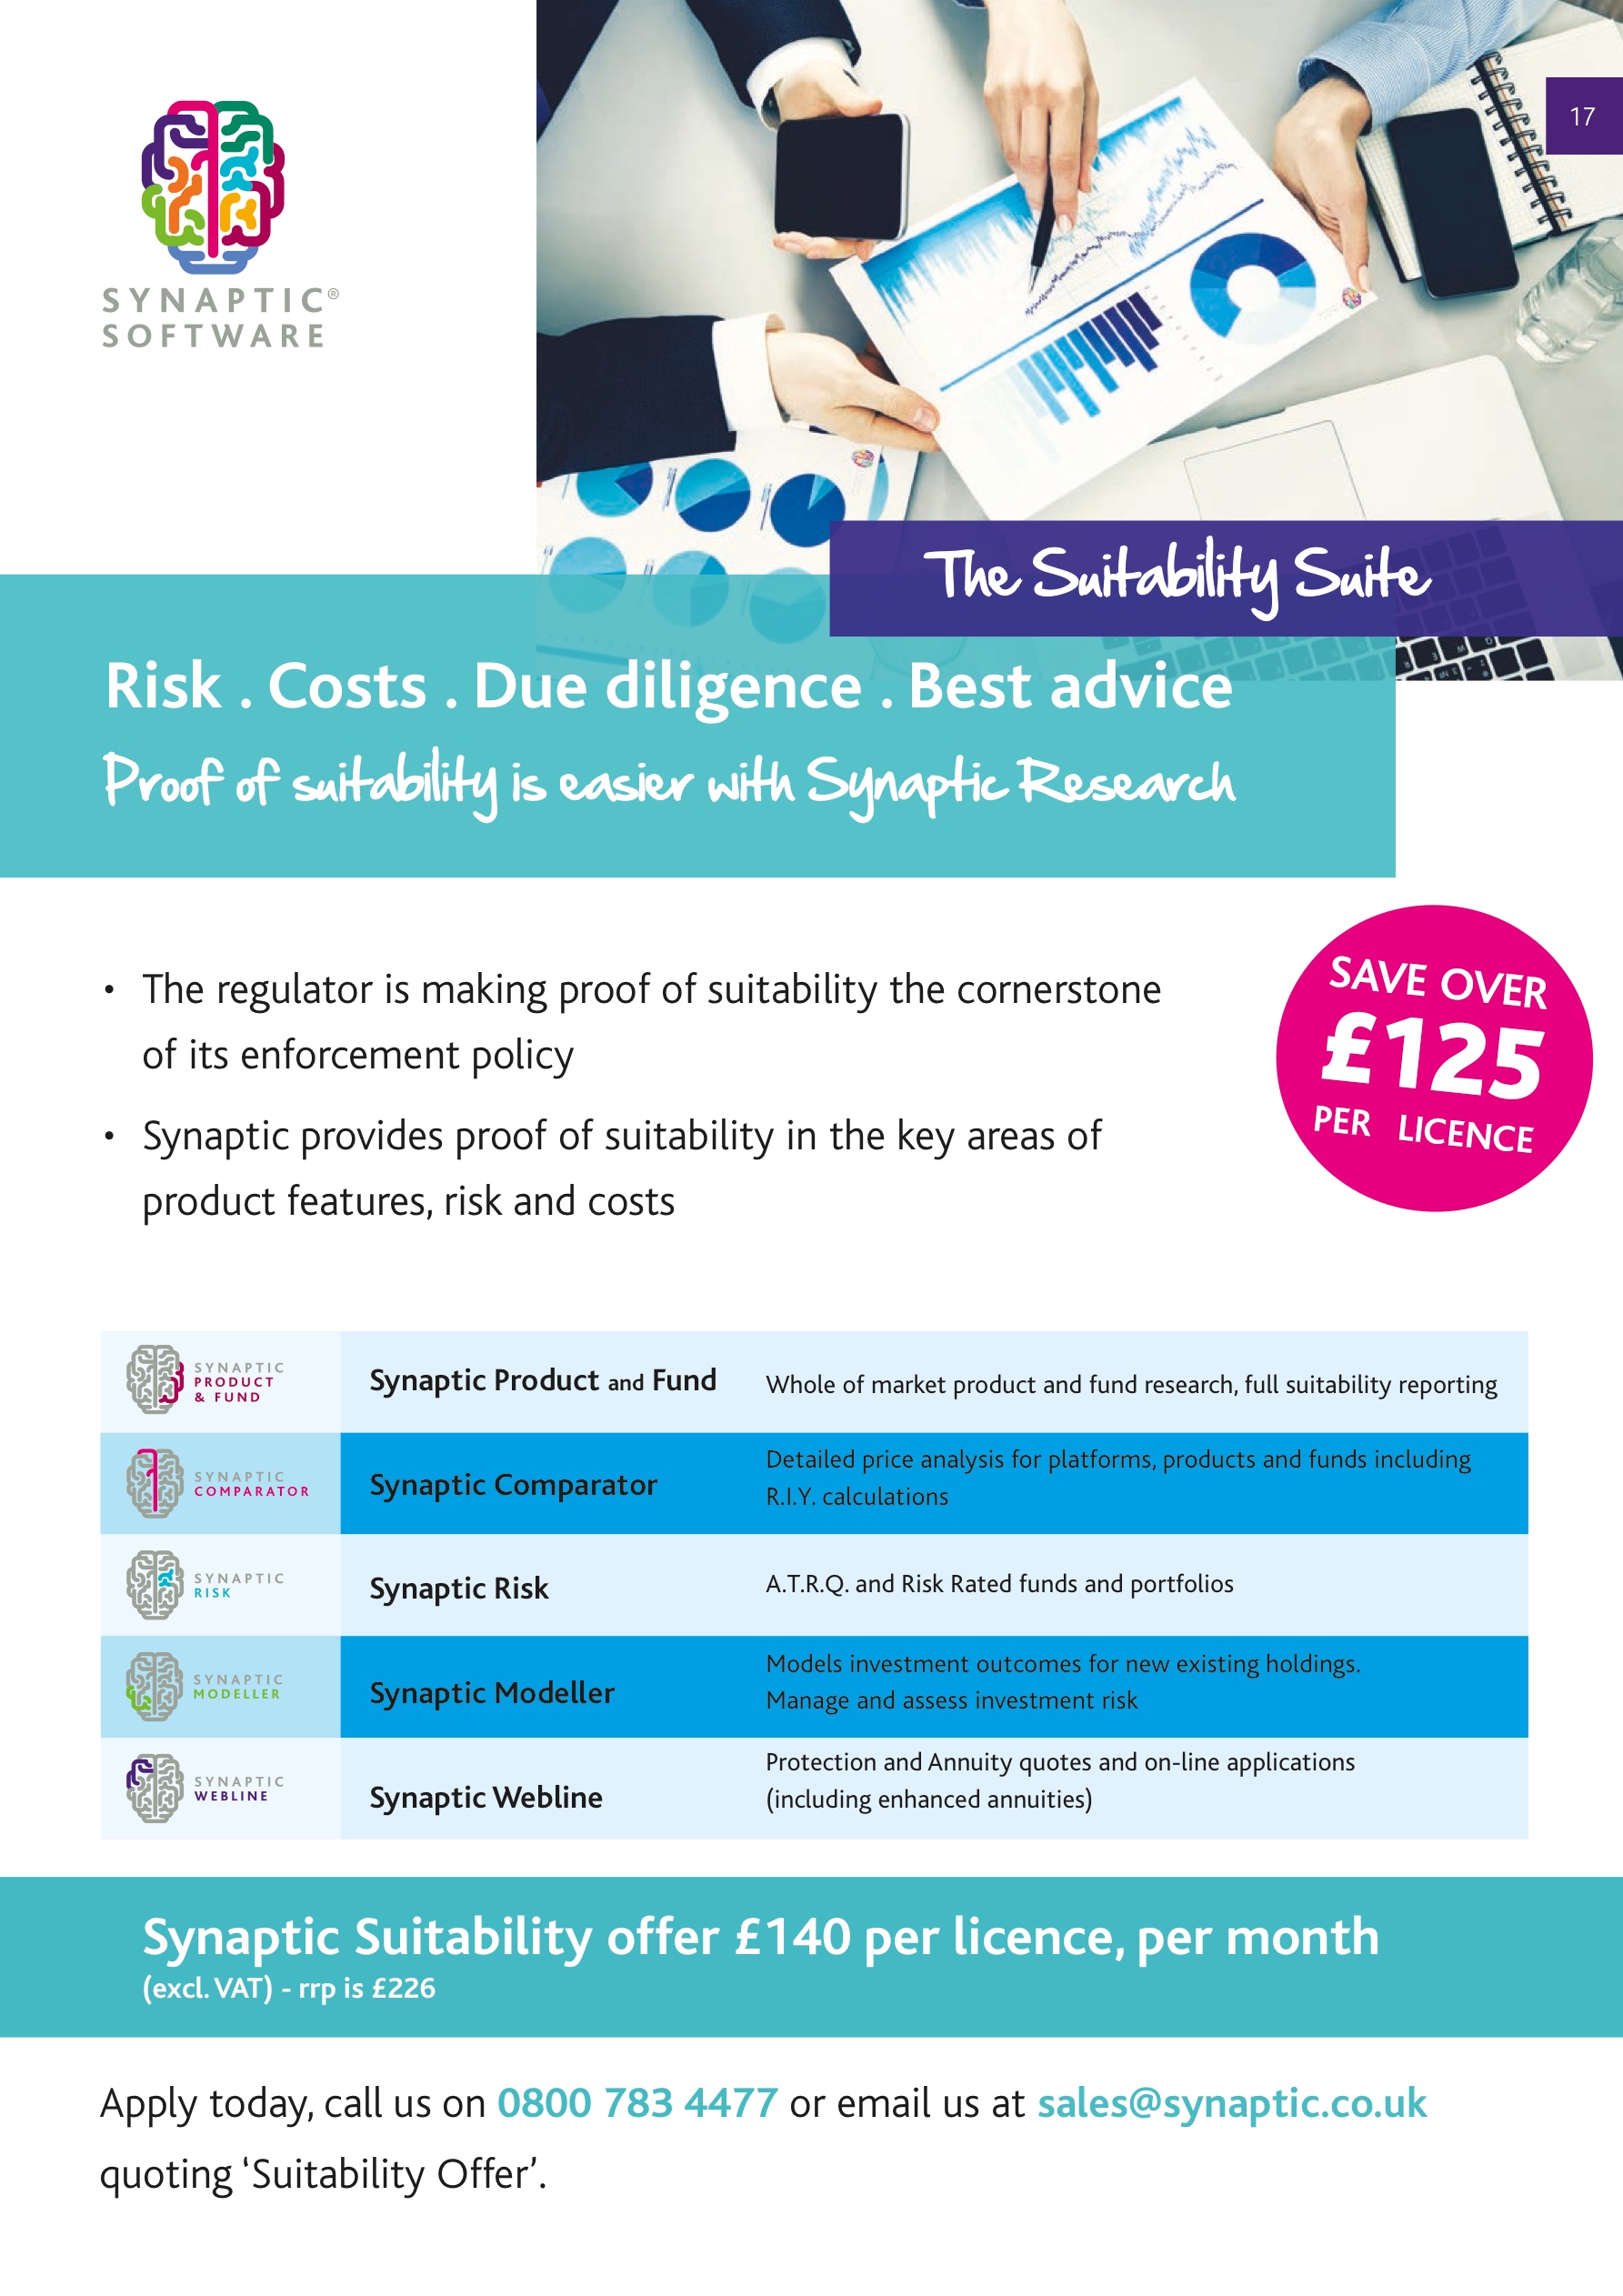 SYNAPTIC®
SOFTWARE
17
The Suitability Suite
Risk . Costs . Due diligence . Best advice
Proof of suitability is easier with Synaptic Research
• The regulator is making proof of suitability the cornerstone
of its enforcement policy
• Synaptic provides proof of suitability in the key areas of
product features, risk and costs
SAVE OVER
£125
PER LICENCE
SYNAPTIC
PRODUCT
& FUND
Synaptic Product and Fund
Whole of market product and fund research, full suitability reporting
SYNAPTIC
COMPARATOR
Synaptic Comparator
Detailed price analysis for platforms, products and funds including
R.I.Y. calculations
SYNAPTIC
RISK
Synaptic Risk
A.T.R.Q. and Risk Rated funds and portfolios
SYNAPTIC
MODELLER
Synaptic Modeller
Models investment outcomes for new existing holdings.
Manage and assess investment risk
SYNAPTIC
WEBLINE
Synaptic Webline
Protection and Annuity quotes and on-line applications
(including enhanced annuities)
Synaptic Suitability offer £140 per licence, per month
(excl. VAT) - rrp is £226
Apply today, call us on 0800 783 4477 or email us at sales@synaptic.co.uk
quoting ‘Suitability Offer’.